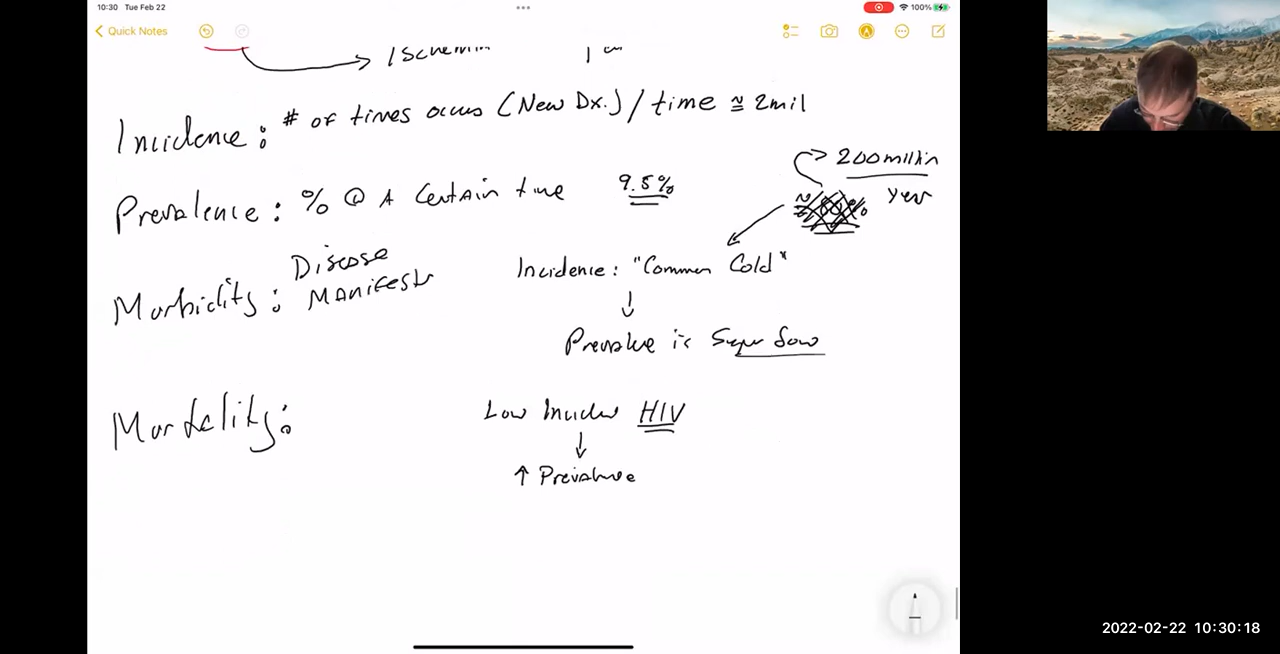 10:30 Tue Feb 22
100%
Quick Notes
Incidence: # of times occurs (New Dx.) / time ≅ 2mil
200 million
year
Prevalence: % @ A Certain time 9.5%
Morbidity: Disease
Manifests
Incidence: "Common Cold"
↓
Prevalence is Super Low
Mortality:
Low Incidence HIV
↓
↑ Prevalence
2022-02-22 10:30:18